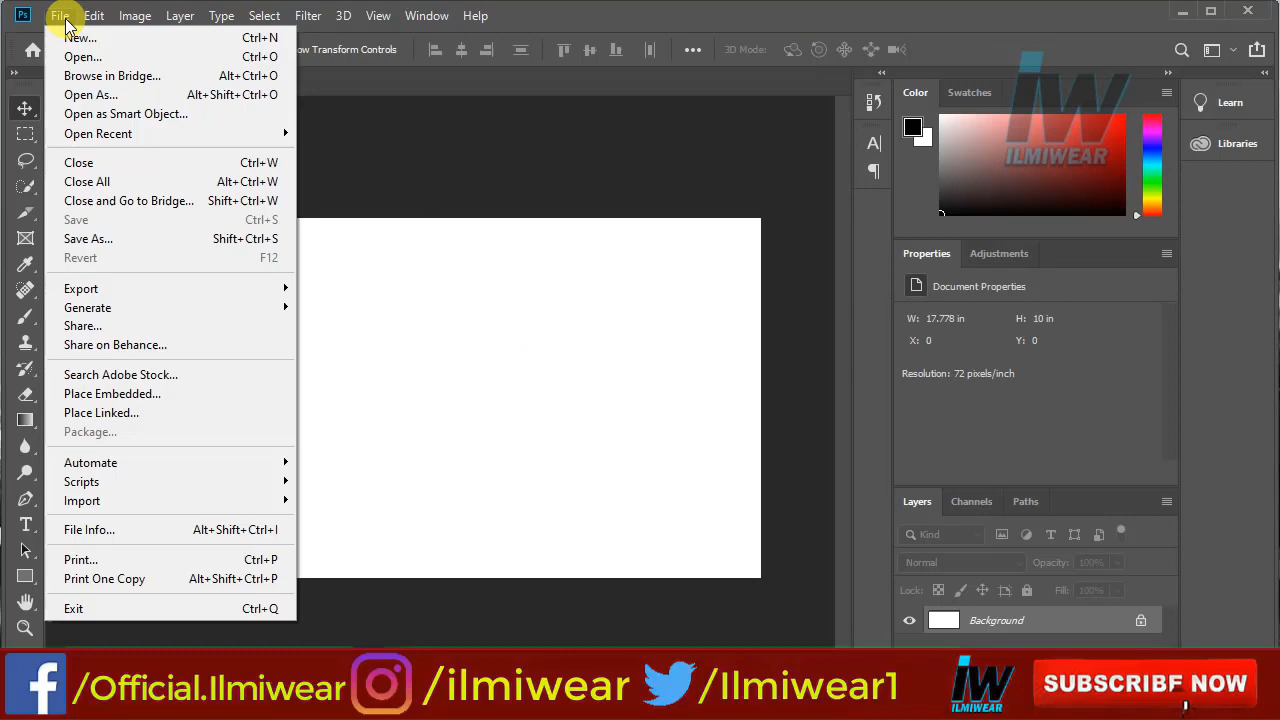 Ps File Edit Image Layer Type Select Filter 3D View Window Help
ow Transform Controls ••• 3D Mode:
New... Ctrl+N
Open... Ctrl+O
Browse in Bridge... Alt+Ctrl+O
Open As... Alt+Shift+Ctrl+O
Open as Smart Object...
Open Recent
Close Ctrl+W
Close All Alt+Ctrl+W
Close and Go to Bridge... Shift+Ctrl+W
Save Ctrl+S
Save As... Shift+Ctrl+S
Revert F12
Export
Generate
Share...
Share on Behance...
Search Adobe Stock...
Place Embedded...
Place Linked...
Package...
Automate
Scripts
Import
File Info... Alt+Shift+Ctrl+I
Print... Ctrl+P
Print One Copy Alt+Shift+Ctrl+P
Exit Ctrl+Q
Color Swatches
iw
ILMIWEAR
Learn
Libraries
Properties Adjustments
Document Properties
W: 17.778 in H: 10 in
X: 0 Y: 0
Resolution: 72 pixels/inch
Layers Channels Paths
Kind
Normal Opacity: 100%
Lock: Fill: 100%
Background
f /Official.Ilmiwear /ilmiwear /Ilmiwear1 iw ILMIWEAR SUBSCRIBE NOW